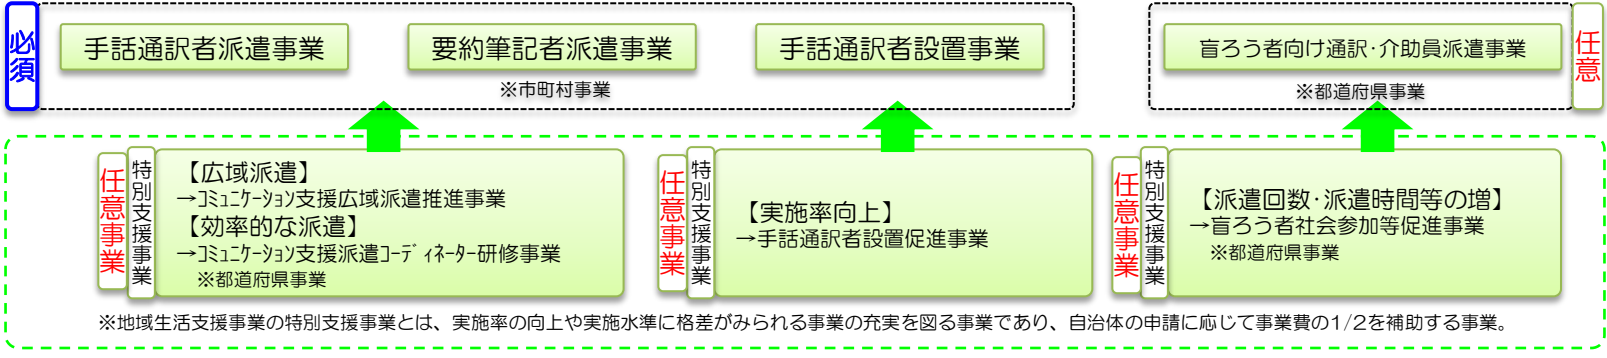 必須
手話通訳者派遣事業
要約筆記者派遣事業
手話通訳者設置事業
※市町村事業
盲ろう者向け通訳・介助員派遣事業
※都道府県事業
任意
任意事業
特別支援事業
【広域派遣】
→ｺﾐｭﾆｹｰｼｮﾝ支援広域派遣推進事業
【効率的な派遣】
→ｺﾐｭﾆｹｰｼｮﾝ支援派遣ｺｰﾃﾞｨﾈｰﾀｰ研修事業
※都道府県事業
任意事業
特別支援事業
【実施率向上】
→手話通訳者設置促進事業
任意事業
特別支援事業
【派遣回数・派遣時間等の増】
→盲ろう者社会参加等促進事業
※都道府県事業
※地域生活支援事業の特別支援事業とは、実施率の向上や実施水準に格差がみられる事業の充実を図る事業であり、自治体の申請に応じて事業費の1/2を補助する事業。